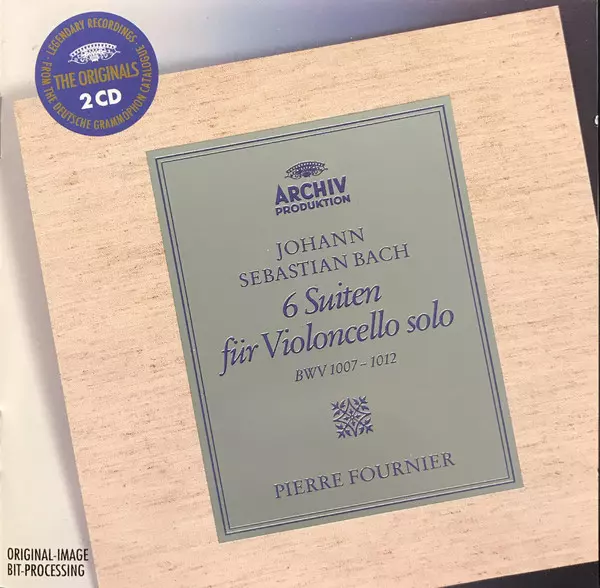 LEGENDARY RECORDINGS
FROM THE DEUTSCHE GRAMMOPHON CATALOGUE
THE ORIGINALS
2 CD
ARCHIV
PRODUKTION
JOHANN
SEBASTIAN BACH
6 Suiten
für Violoncello solo
BWV 1007 – 1012
PIERRE FOURNIER
ORIGINAL-IMAGE
BIT-PROCESSING